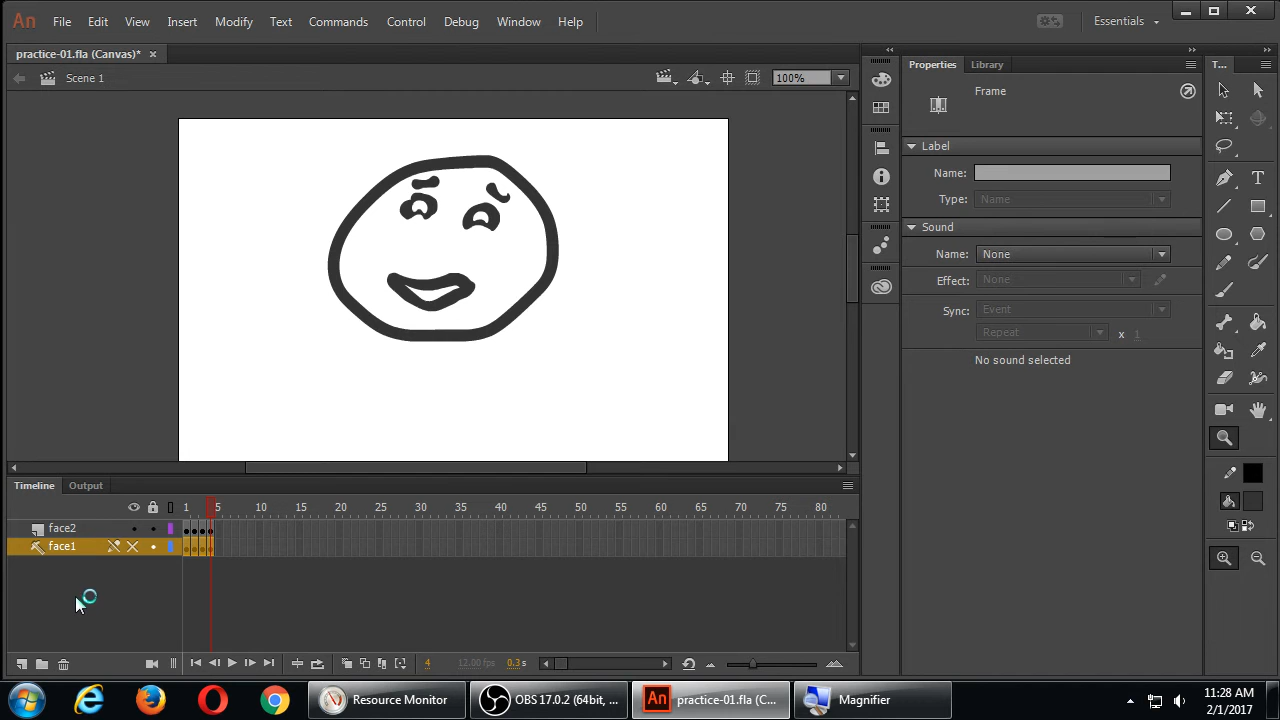 An File Edit View Insert Modify Text Commands Control Debug Window Help Essentials
practice-01.fla (Canvas)* ×
Scene 1 100%
Properties Library T...
Frame
Label
Name:
Type: Name
Sound
Name: None
Effect: None
Sync: Event
Repeat x 1
No sound selected
Timeline Output
1 5 10 15 20 25 30 35 40 45 50 55 60 65 70 75 80
face2
face1
4 12.00 fps 0.3 s
Resource Monitor OBS 17.0.2 (64bit, ... An practice-01.fla (C... Magnifier
11:28 AM
2/1/2017